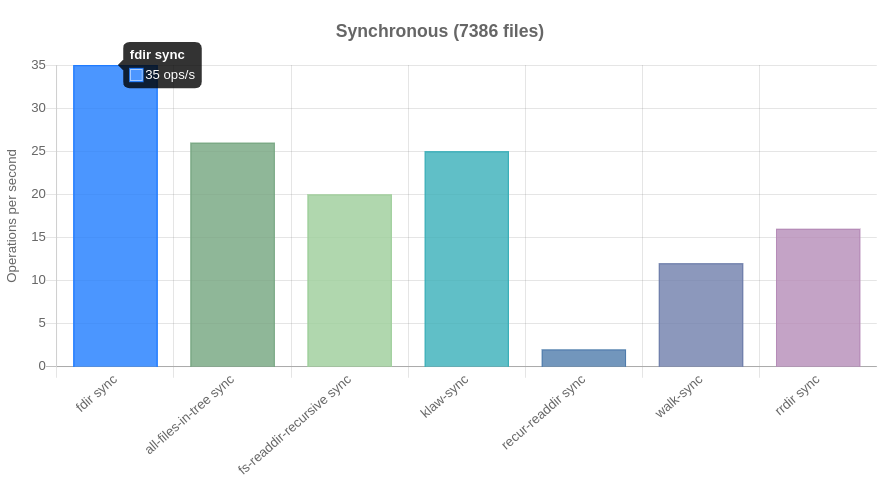 Synchronous (7386 files)
fdir sync
35 ops/s
Operations per second
35
30
25
20
15
10
5
0
fdir sync
all-files-in-tree sync
fs-readdir-recursive sync
klaw-sync
recur-readdir sync
walk-sync
rrdir sync